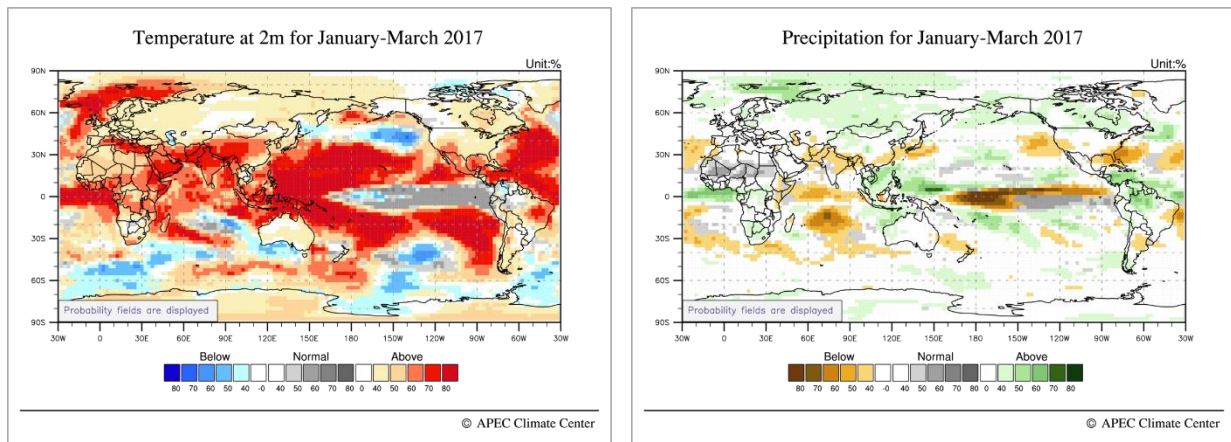 Temperature at 2m for January-March 2017
Unit:%
90N
60N
30N
0
30S
60S
90S
Probability fields are displayed
30W 0 30E 60E 90E 120E 150E 180 150W 120W 90W 60W 30W
Below Normal Above
80 70 60 50 40 -0 40 50 60 70 80 0 40 50 60 70 80
© APEC Climate Center
Precipitation for January-March 2017
Unit:%
90N
60N
30N
0
30S
60S
90S
Probability fields are displayed
30W 0 30E 60E 90E 120E 150E 180 150W 120W 90W 60W 30W
Below Normal Above
80 70 60 50 40 -0 40 50 60 70 80 0 40 50 60 70 80
© APEC Climate Center